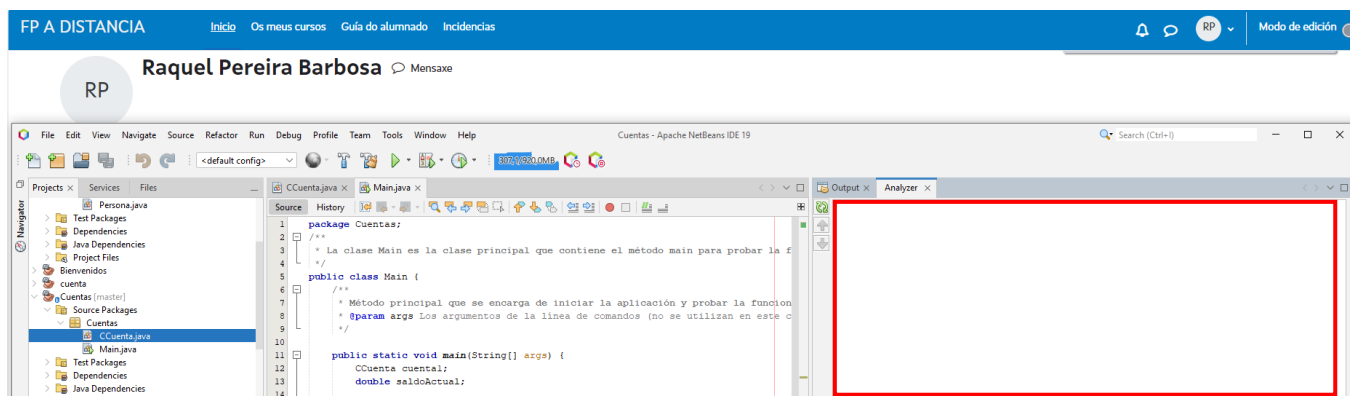 FP A DISTANCIA Inicio Os meus cursos Guía do alumnado Incidencias RP Modo de edición
RP Raquel Pereira Barbosa Mensaxe
File Edit View Navigate Source Refactor Run Debug Profile Team Tools Window Help Cuentas - Apache NetBeans IDE 19 Search (Ctrl+I)
<default config> 307,1/920,0MB
Projects Services Files CCuenta.java Main.java Output Analyzer
Navigator
Persona.java Source History
Test Packages 1 package Cuentas;
Dependencies 2 /**
Java Dependencies 3 * La clase Main es la clase principal que contiene el método main para probar la f
Project Files 4 */
Bienvenidos 5 public class Main {
cuenta 6 /**
Cuentas [master] 7 * Método principal que se encarga de iniciar la aplicación y probar la funcion
Source Packages 8 * @param args Los argumentos de la línea de comandos (no se utilizan en este c
Cuentas 9 */
CCuenta.java 10
Main.java 11 public static void main(String[] args) {
Test Packages 12 CCuenta cuenta1;
Dependencies 13 double saldoActual;
Java Dependencies 14